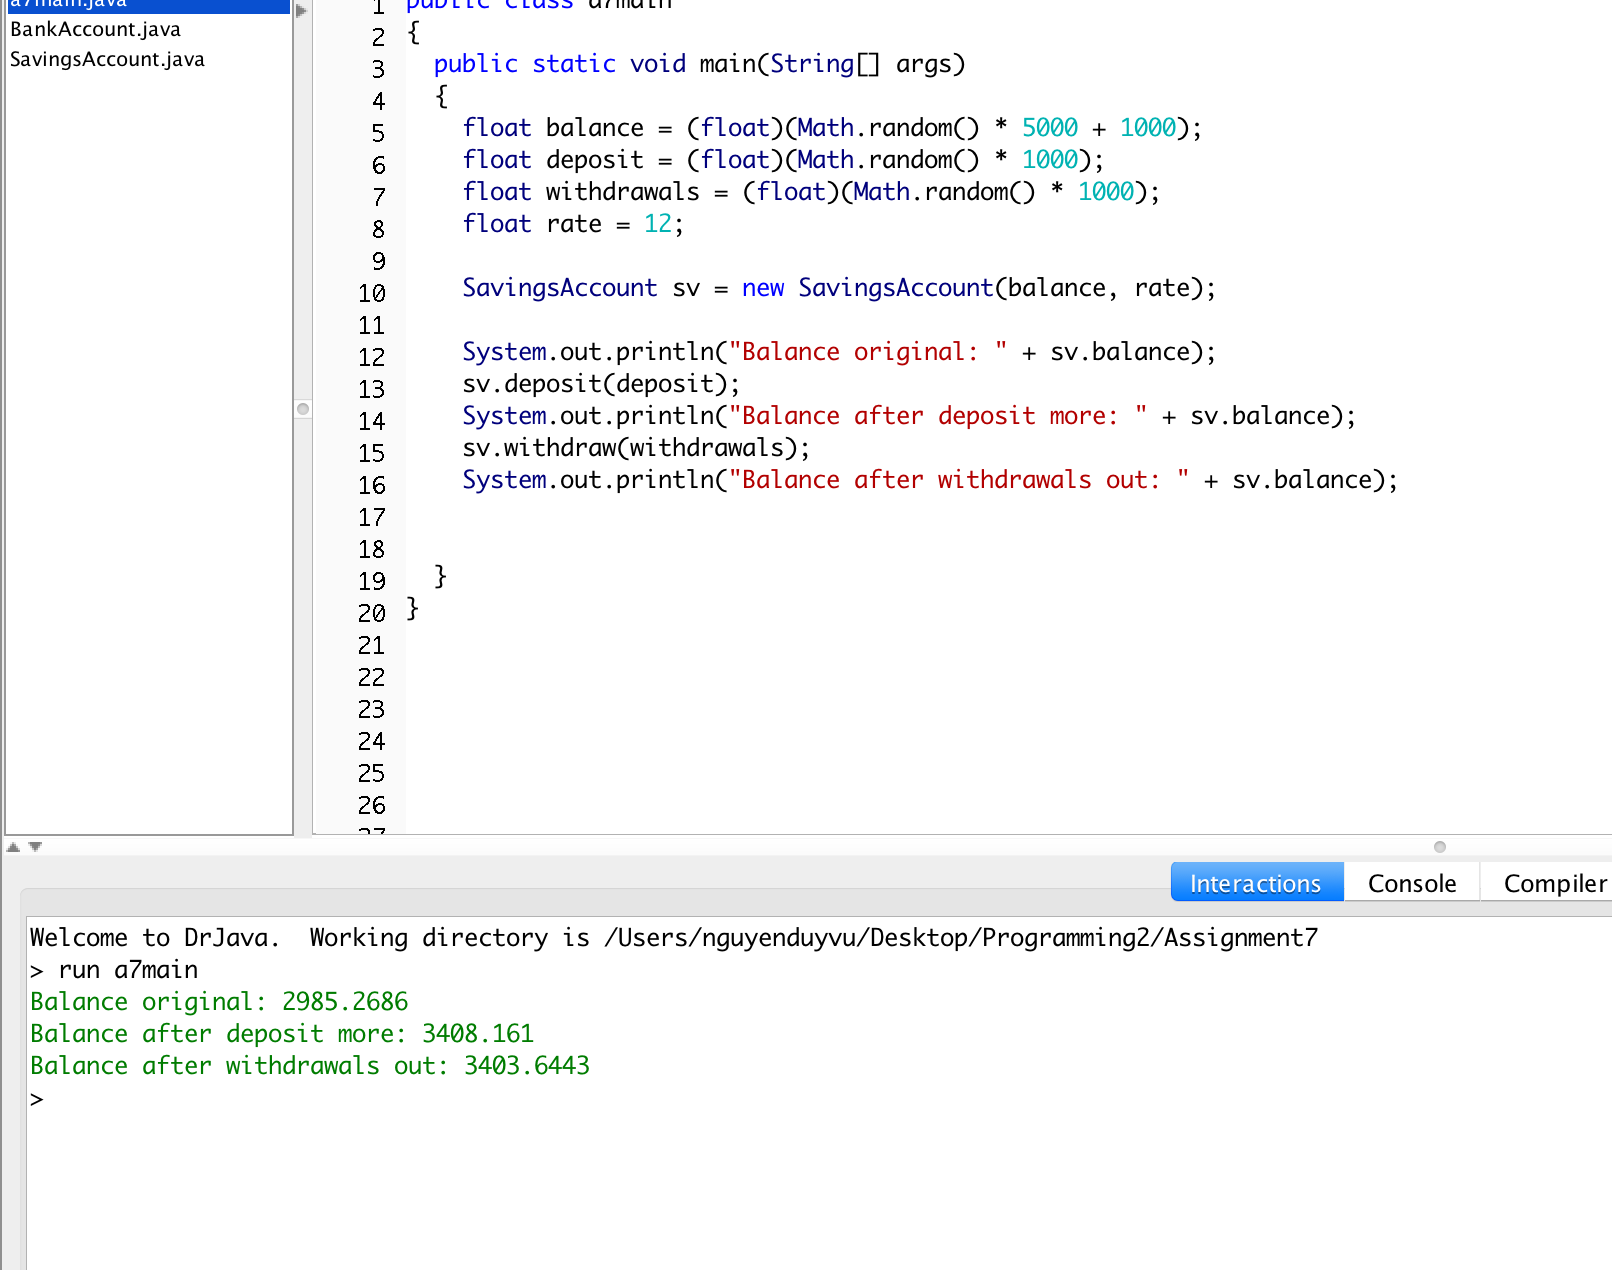 a7main.java
BankAccount.java
SavingsAccount.java
1 public class a7main
2 {
3 public static void main(String[] args)
4 {
5 float balance = (float)(Math.random() * 5000 + 1000);
6 float deposit = (float)(Math.random() * 1000);
7 float withdrawals = (float)(Math.random() * 1000);
8 float rate = 12;
9
10 SavingsAccount sv = new SavingsAccount(balance, rate);
11
12 System.out.println("Balance original: " + sv.balance);
13 sv.deposit(deposit);
14 System.out.println("Balance after deposit more: " + sv.balance);
15 sv.withdraw(withdrawals);
16 System.out.println("Balance after withdrawals out: " + sv.balance);
17
18
19 }
20 }
21
22
23
24
25
26
27
Interactions Console Compiler
Welcome to DrJava.  Working directory is /Users/nguyenduyvu/Desktop/Programming2/Assignment7
> run a7main
Balance original: 2985.2686
Balance after deposit more: 3408.161
Balance after withdrawals out: 3403.6443
>